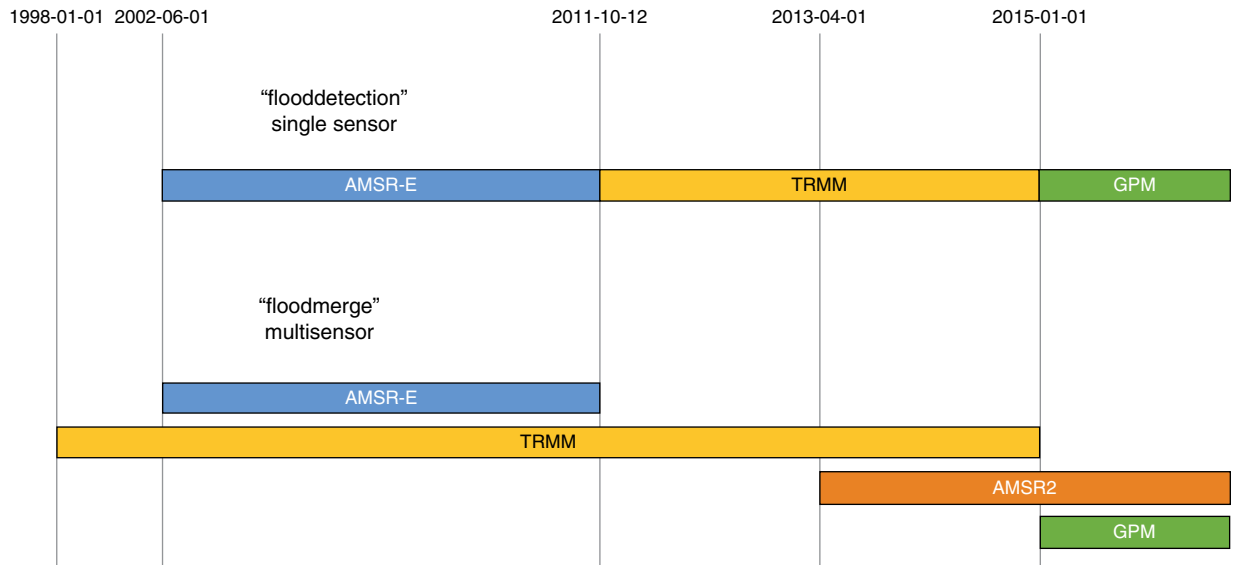 1998-01-01 2002-06-01 2011-10-12 2013-04-01 2015-01-01
“flooddetection”
single sensor
AMSR-E TRMM GPM
“floodmerge”
multisensor
AMSR-E
TRMM
AMSR2
GPM